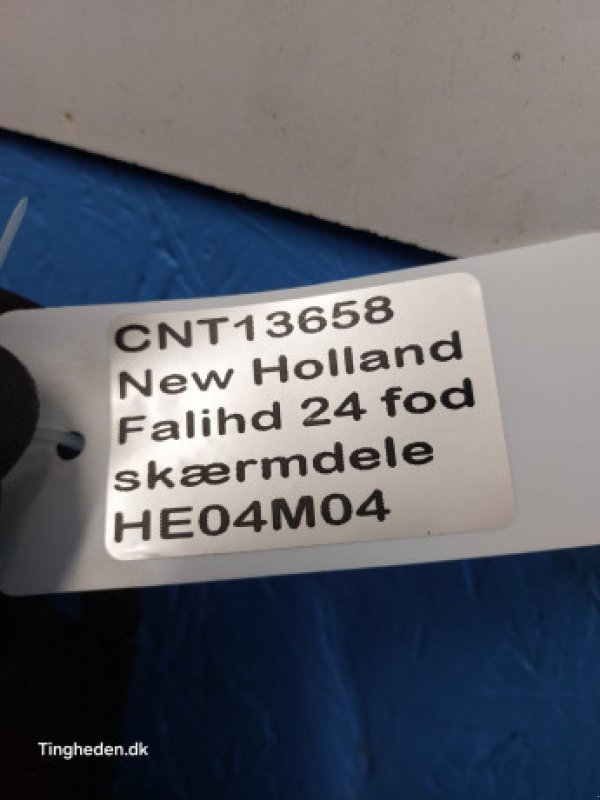 CNT13658
New Holland
Falihd 24 fod
skærmdele
HE04M04
Tingheden.dk